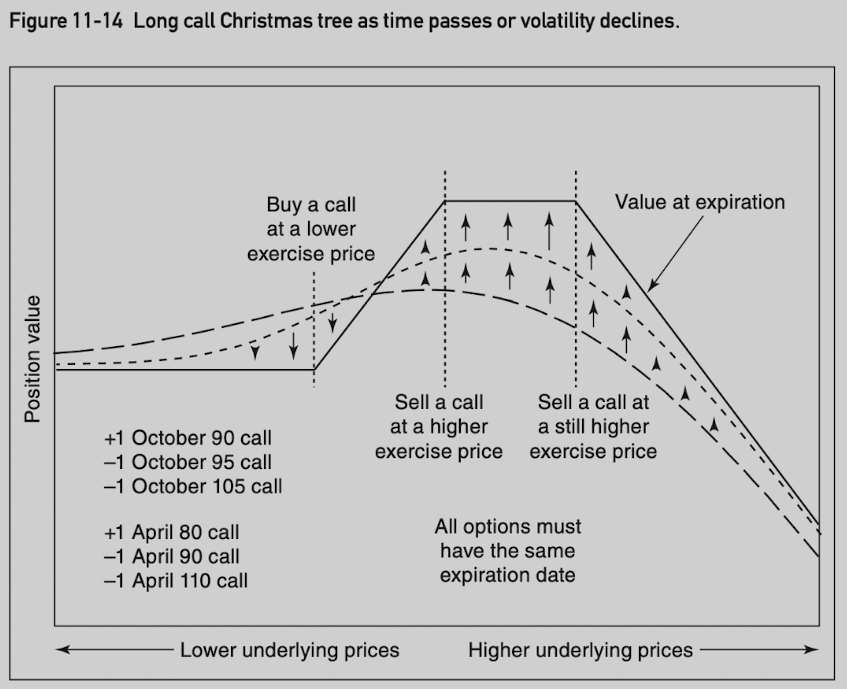 Figure 11-14 Long call Christmas tree as time passes or volatility declines.
Buy a call
at a lower
exercise price
Value at expiration
Position value
Sell a call
at a higher
exercise price
Sell a call at
a still higher
exercise price
+1 October 90 call
–1 October 95 call
–1 October 105 call
+1 April 80 call
–1 April 90 call
–1 April 110 call
All options must
have the same
expiration date
Lower underlying prices
Higher underlying prices